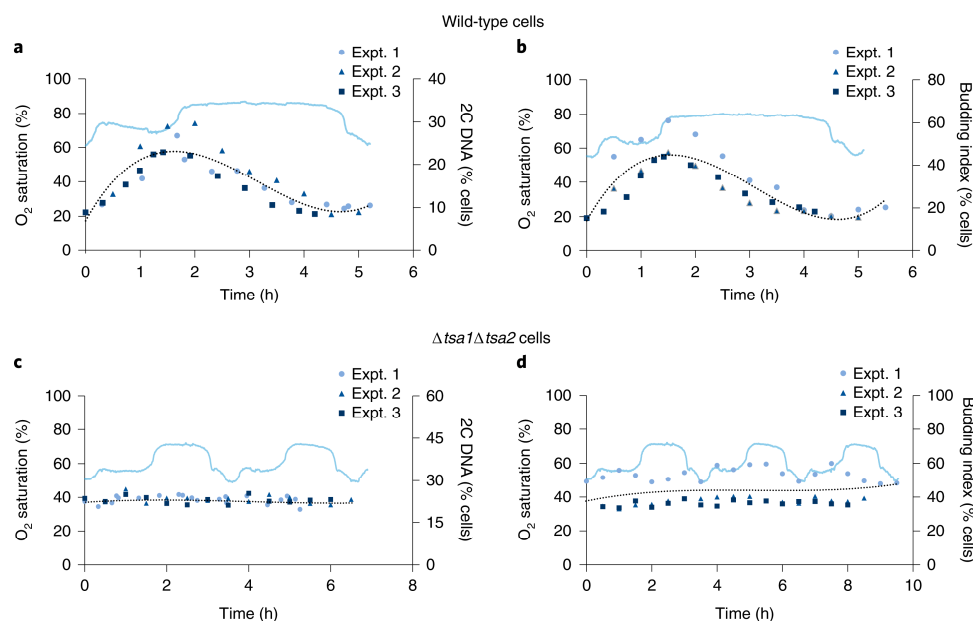 Wild-type cells
a
Expt. 1
Expt. 2
Expt. 3
100
80
60
40
20
0
O2 saturation (%)
40
30
20
10
0
2C DNA (% cells)
0 1 2 3 4 5 6
Time (h)
b
Expt. 1
Expt. 2
Expt. 3
100
80
60
40
20
0
O2 saturation (%)
80
60
40
20
0
Budding index (% cells)
0 1 2 3 4 5 6
Time (h)
Δtsa1Δtsa2 cells
c
Expt. 1
Expt. 2
Expt. 3
100
80
60
40
20
0
O2 saturation (%)
60
45
30
15
0
2C DNA (% cells)
0 2 4 6 8
Time (h)
d
Expt. 1
Expt. 2
Expt. 3
100
80
60
40
20
0
O2 saturation (%)
100
80
60
40
20
0
Budding index (% cells)
0 2 4 6 8 10
Time (h)